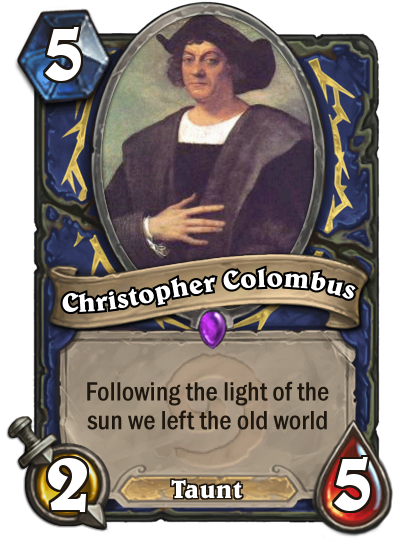 5
Christopher Colombus
Following the light of the
sun we left the old world
2
Taunt
5